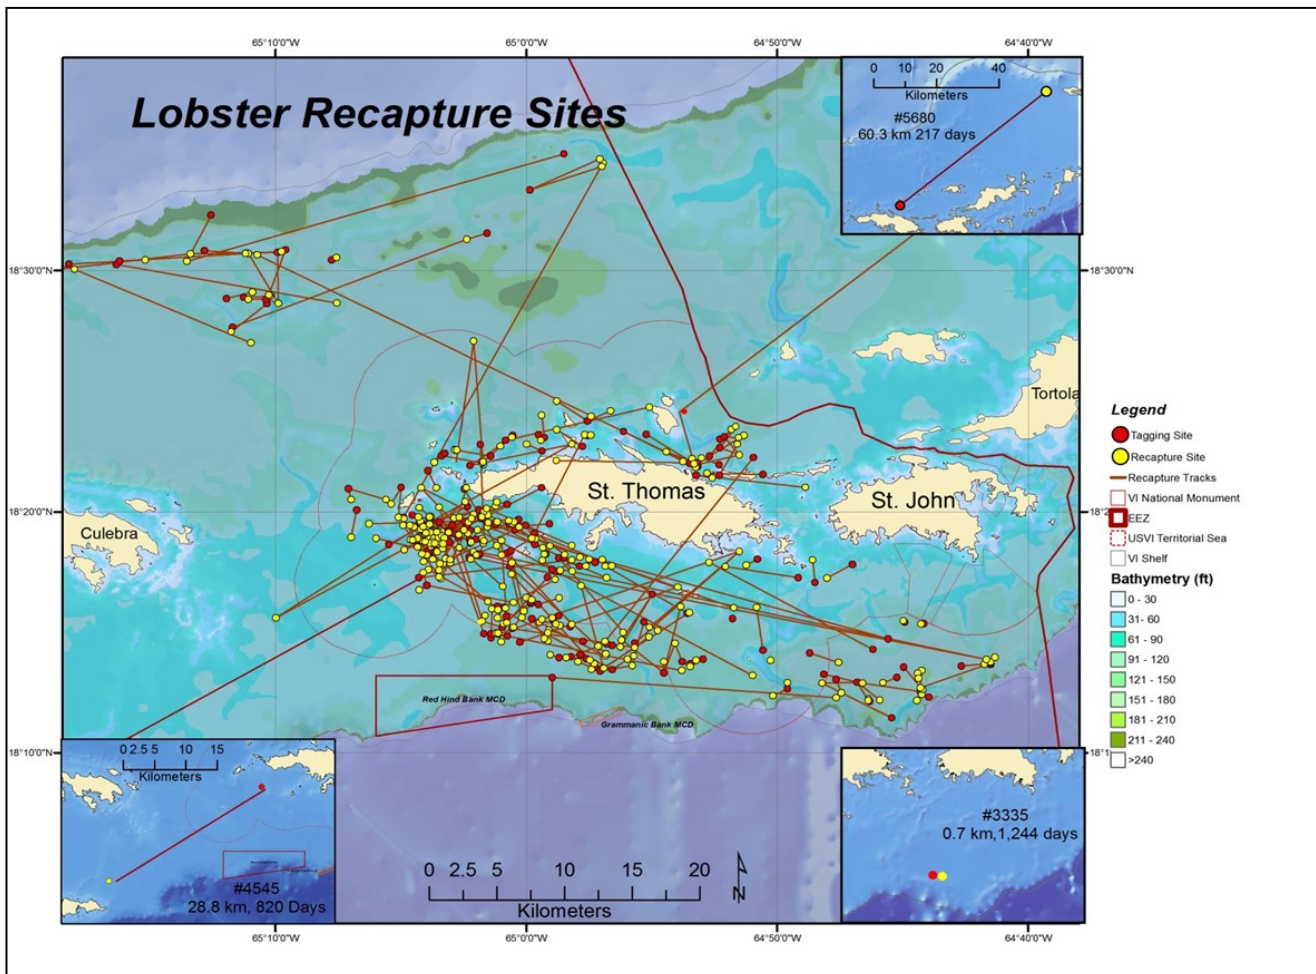 65°10'0"W 65°0'0"W 64°50'0"W 64°40'0"W
Lobster Recapture Sites
0 10 20 40
Kilometers
#5680
60.3 km 217 days
18°30'0"N
18°30'0"N
Tortola
Legend
Tagging Site
Recapture Site
Recapture Tracks
VI National Monument
EEZ
USVI Territorial Sea
VI Shelf
Bathymetry (ft)
0 - 30
31- 60
61 - 90
91 - 120
121 - 150
151 - 180
181 - 210
211 - 240
>240
St. Thomas
St. John
18°20'0"N
18°2
Culebra
Red Hind Bank MCD
Grammanic Bank MCD
18°10'0"N
18°1
0 2.5 5 10 15
Kilometers
#4545
28.8 km, 820 Days
0 2.5 5 10 15 20
Kilometers
N
#3335
0.7 km,1,244 days
65°10'0"W 65°0'0"W 64°50'0"W 64°40'0"W